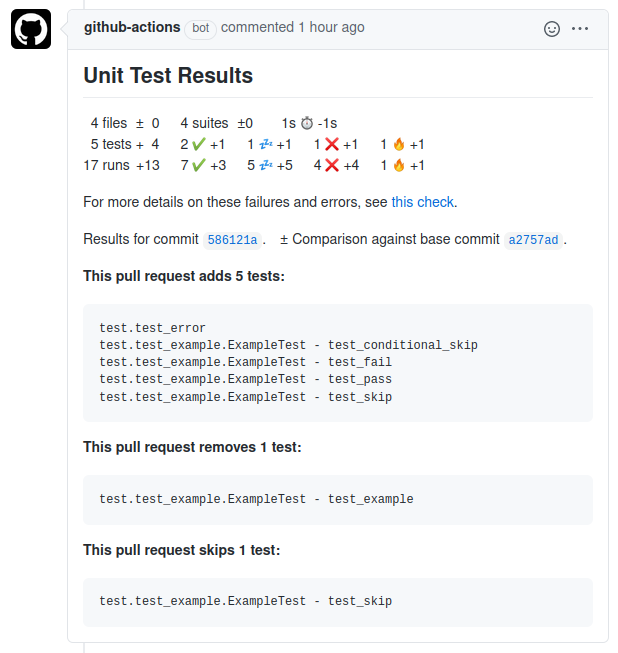 github-actions bot commented 1 hour ago
Unit Test Results
4 files ± 0 4 suites ±0 1s ⏱ -1s
5 tests + 4 2 ✔ +1 1 💤 +1 1 ❌ +1 1 🔥 +1
17 runs +13 7 ✔ +3 5 💤 +5 4 ❌ +4 1 🔥 +1
For more details on these failures and errors, see this check.
Results for commit 586121a. ± Comparison against base commit a2757ad.
This pull request adds 5 tests:
test.test_error
test.test_example.ExampleTest - test_conditional_skip
test.test_example.ExampleTest - test_fail
test.test_example.ExampleTest - test_pass
test.test_example.ExampleTest - test_skip
This pull request removes 1 test:
test.test_example.ExampleTest - test_example
This pull request skips 1 test:
test.test_example.ExampleTest - test_skip